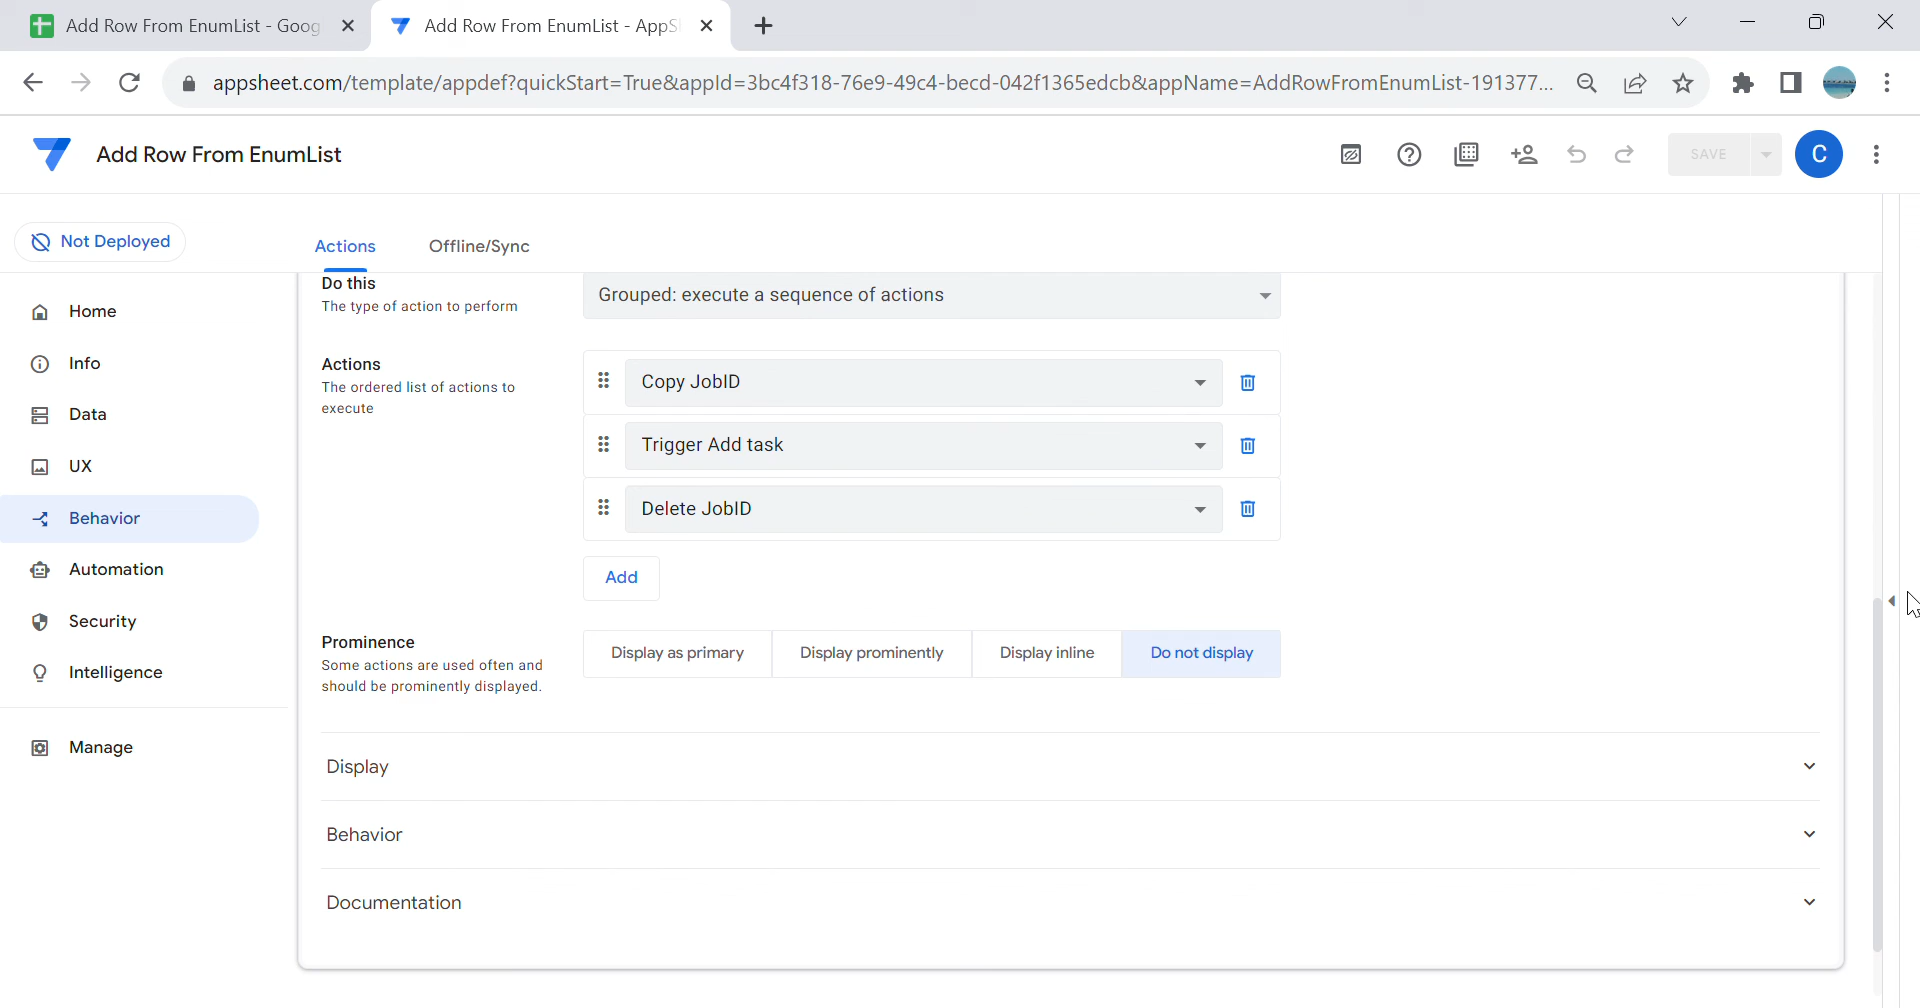 Add Row From EnumList - Goog
Add Row From EnumList - AppS
appsheet.com/template/appdef?quickStart=True&appId=3bc4f318-76e9-49c4-becd-042f1365edcb&appName=AddRowFromEnumList-191377...
Add Row From EnumList
SAVE
C
Not Deployed
Actions
Offline/Sync
Home
Info
Data
UX
Behavior
Automation
Security
Intelligence
Manage
Do this
The type of action to perform
Grouped: execute a sequence of actions
Actions
The ordered list of actions to
execute
Copy JobID
Trigger Add task
Delete JobID
Add
Prominence
Some actions are used often and
should be prominently displayed.
Display as primary
Display prominently
Display inline
Do not display
Display
Behavior
Documentation